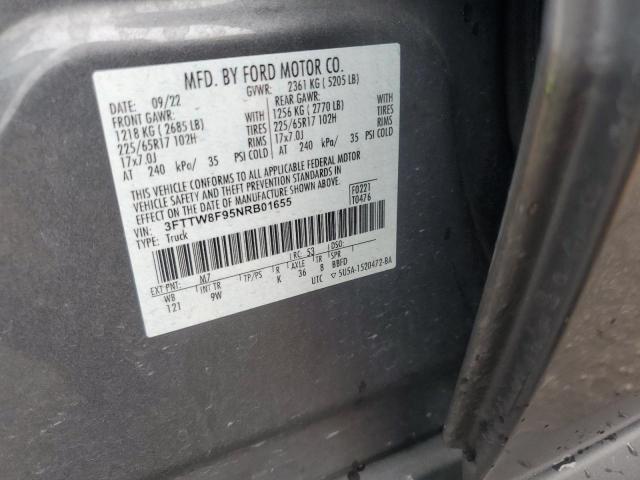 MFD. BY FORD MOTOR CO.
DATE: 09/22 GVWR: 2361 KG ( 5205 LB)
FRONT GAWR: REAR GAWR:
1218 KG ( 2685 LB) WITH 1256 KG ( 2770 LB) WITH
225/65R17 102H TIRES 225/65R17 102H TIRES
17x7.0J RIMS 17x7.0J RIMS
AT 240 kPa/ 35 PSI COLD AT 240 kPa/ 35 PSI COLD
THIS VEHICLE CONFORMS TO ALL APPLICABLE FEDERAL MOTOR
VEHICLE SAFETY AND THEFT PREVENTION STANDARDS IN
EFFECT ON THE DATE OF MANUFACTURE SHOWN ABOVE.
VIN: 3FTTW8F95NRB01655 F0221
TYPE: Truck T0476
EXT PNT: M7 RC: 53 DSO:
WB INT TR TP/PS R AXLE TR SPR
121 9W K 36 8 BBFD
UTC ▽ 5U5A-1520472-BA